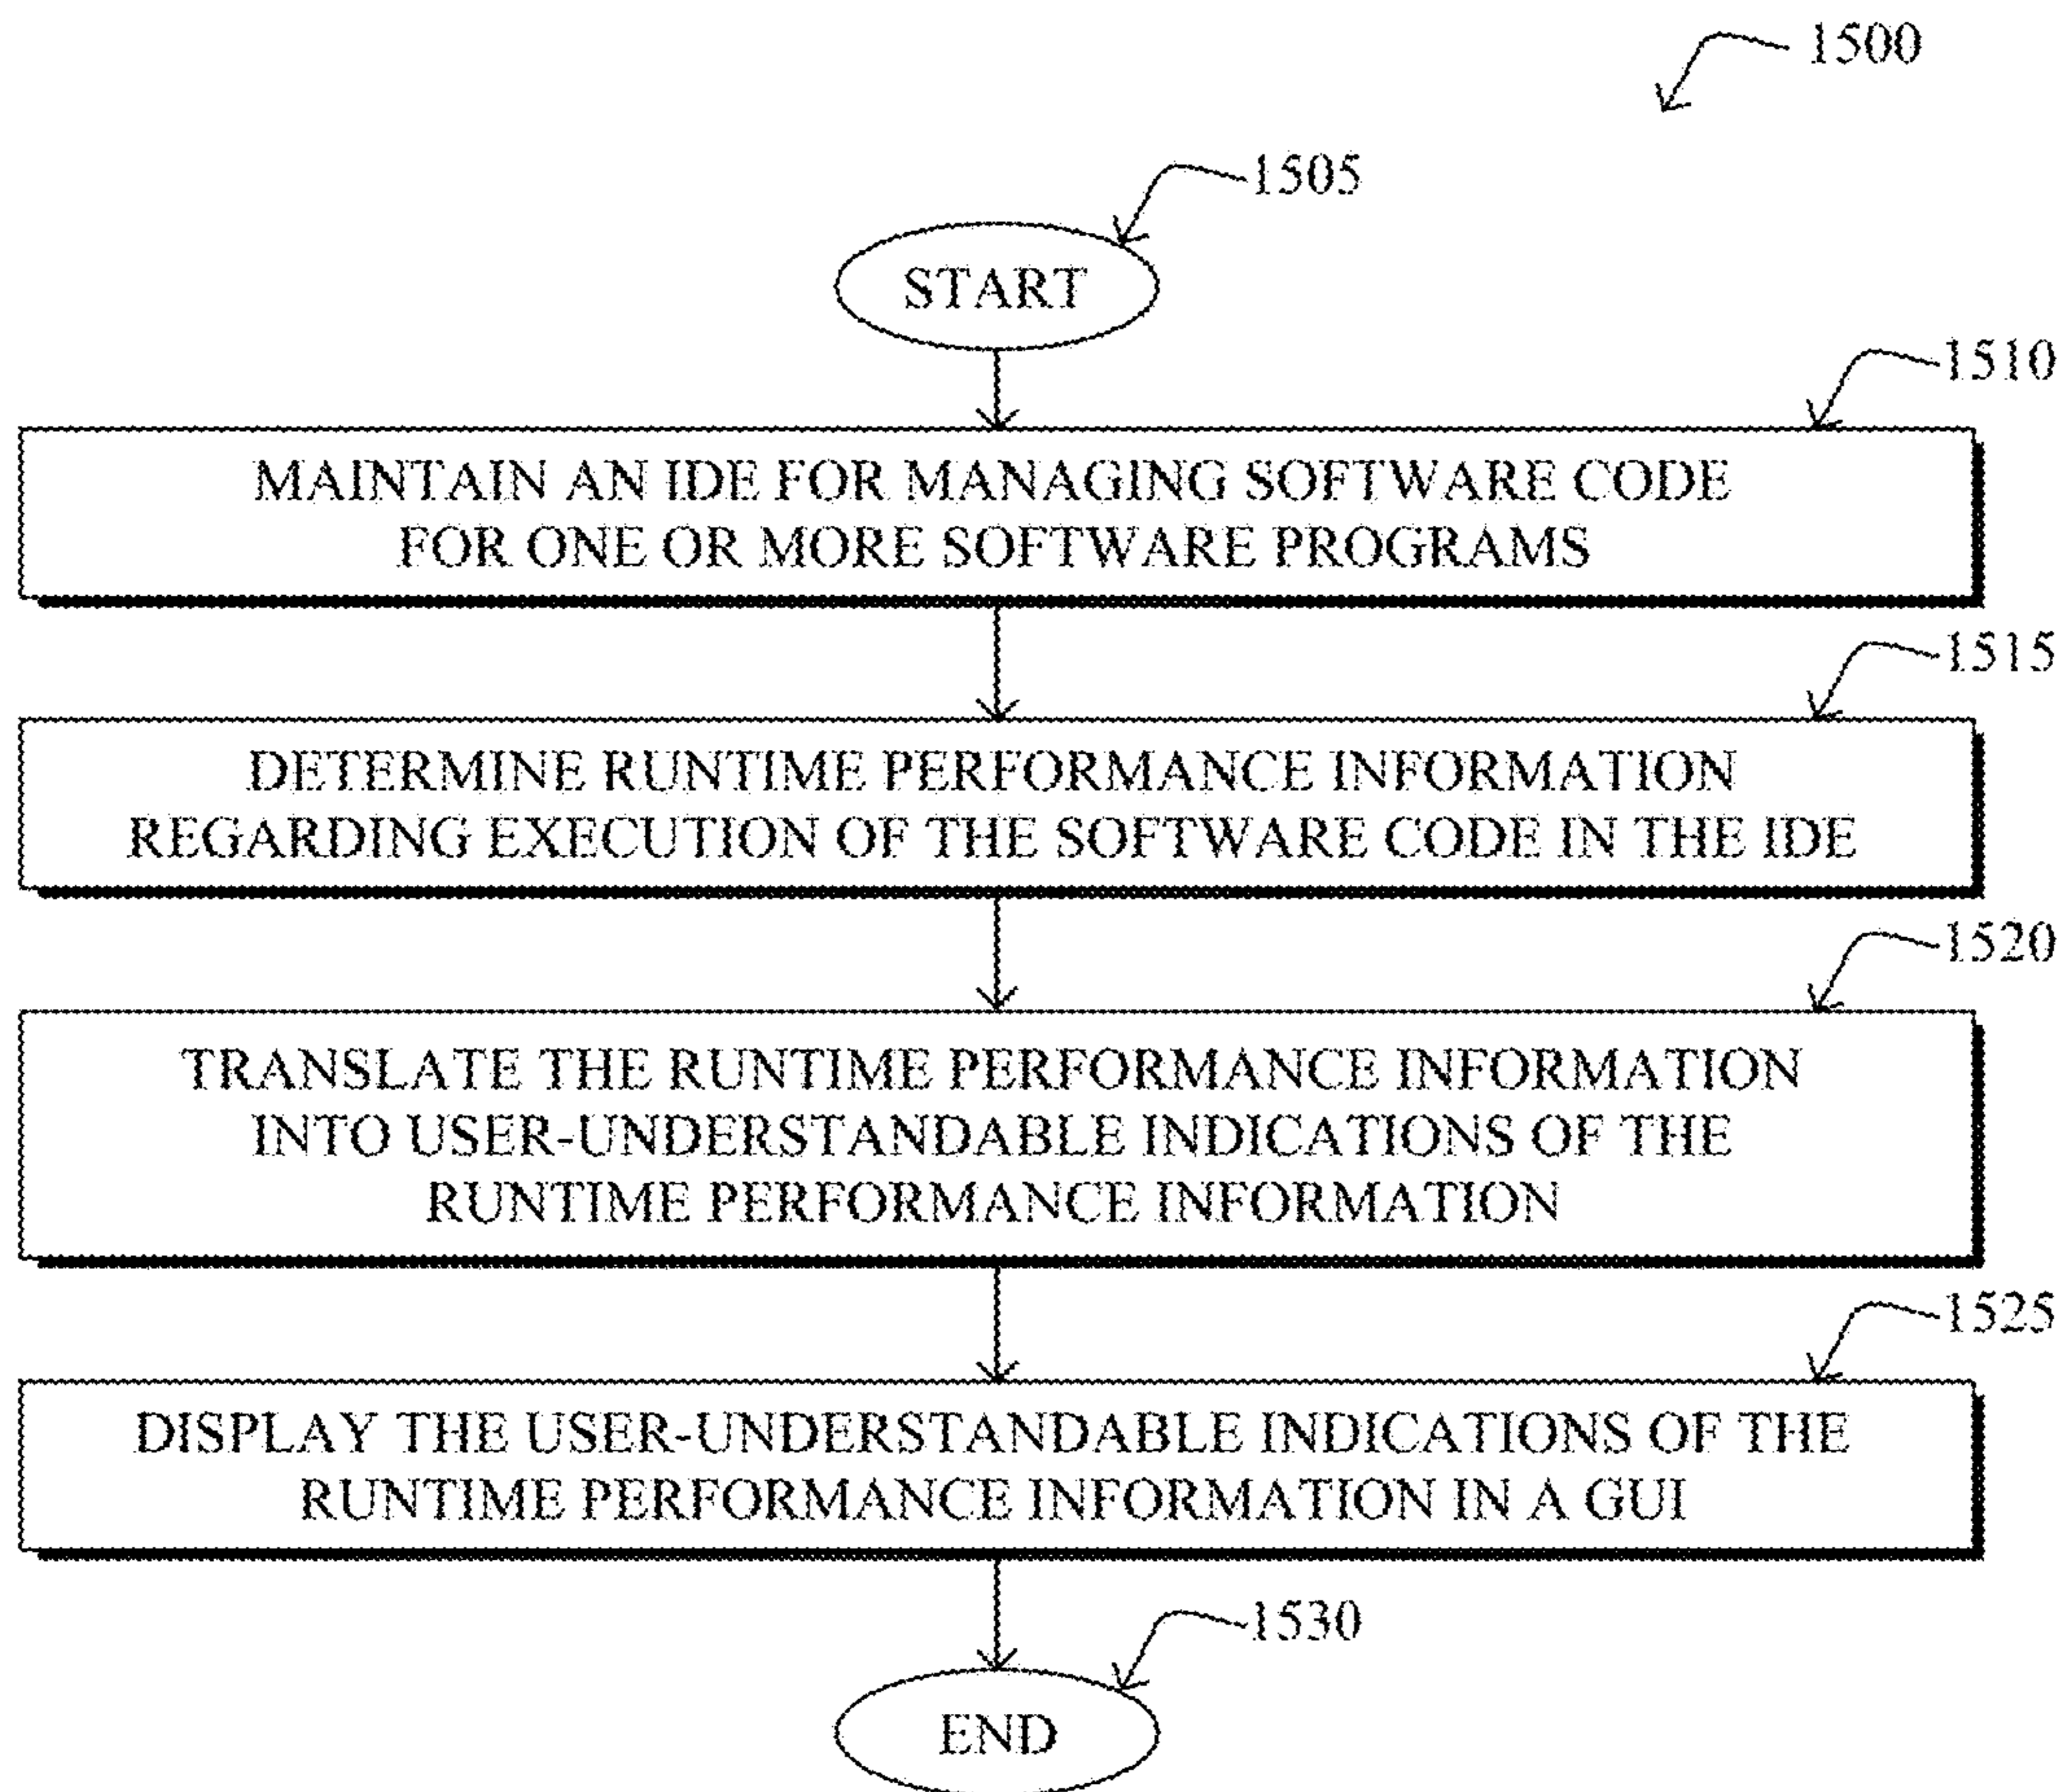 1500
1505
START
1510
MAINTAIN AN IDE FOR MANAGING SOFTWARE CODE
FOR ONE OR MORE SOFTWARE PROGRAMS
1515
DETERMINE RUNTIME PERFORMANCE INFORMATION
REGARDING EXECUTION OF THE SOFTWARE CODE IN THE IDE
1520
TRANSLATE THE RUNTIME PERFORMANCE INFORMATION
INTO USER-UNDERSTANDABLE INDICATIONS OF THE
RUNTIME PERFORMANCE INFORMATION
1525
DISPLAY THE USER-UNDERSTANDABLE INDICATIONS OF THE
RUNTIME PERFORMANCE INFORMATION IN A GUI
1530
END